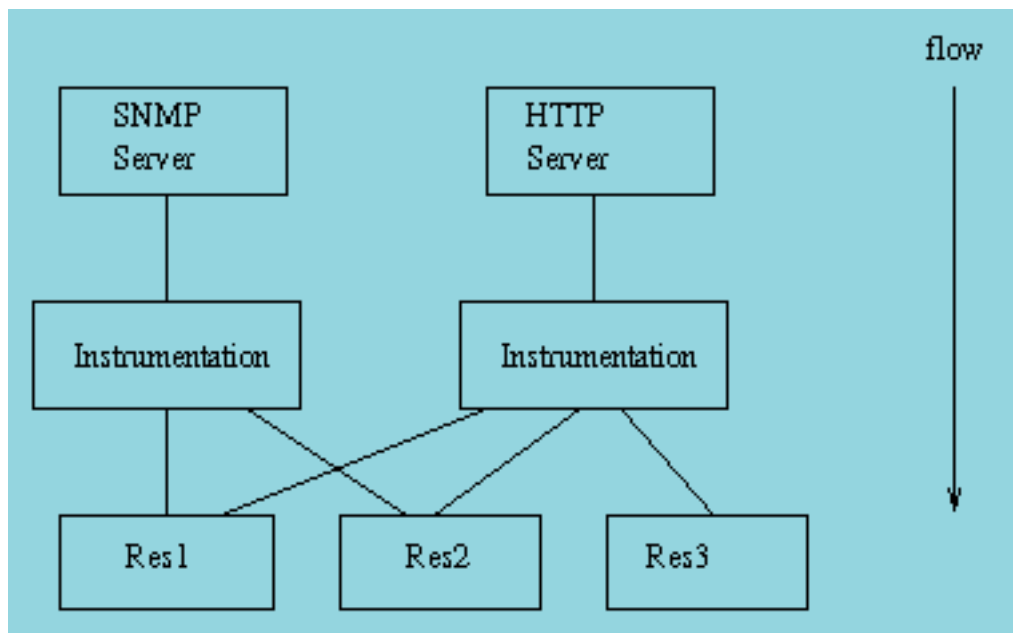 flow
SNMP
Server
HTTP
Server
Instrumentation
Instrumentation
Res1
Res2
Res3